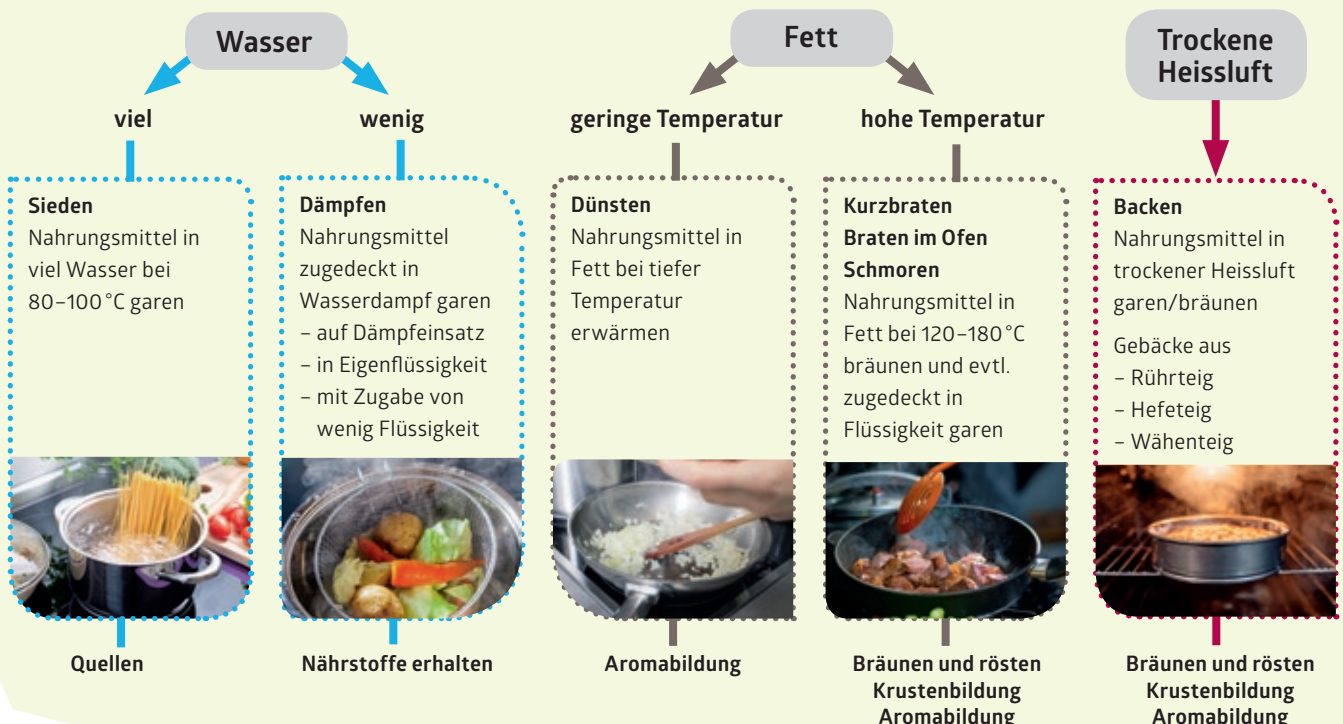 Wasser
viel
wenig
Sieden
Nahrungsmittel in
viel Wasser bei
80–100 °C garen
Quellen
Dämpfen
Nahrungsmittel
zugedeckt in
Wasserdampf garen
– auf Dämpfeinsatz
– in Eigenflüssigkeit
– mit Zugabe von
wenig Flüssigkeit
Nährstoffe erhalten
Fett
geringe Temperatur
hohe Temperatur
Dünsten
Nahrungsmittel in
Fett bei tiefer
Temperatur
erwärmen
Aromabildung
Kurzbraten
Braten im Ofen
Schmoren
Nahrungsmittel in
Fett bei 120–180 °C
bräunen und evtl.
zugedeckt in
Flüssigkeit garen
Bräunen und rösten
Krustenbildung
Aromabildung
Trockene
Heissluft
Backen
Nahrungsmittel in
trockener Heissluft
garen/bräunen
Gebäcke aus
– Rührteig
– Hefeteig
– Wähenteig
Bräunen und rösten
Krustenbildung
Aromabildung